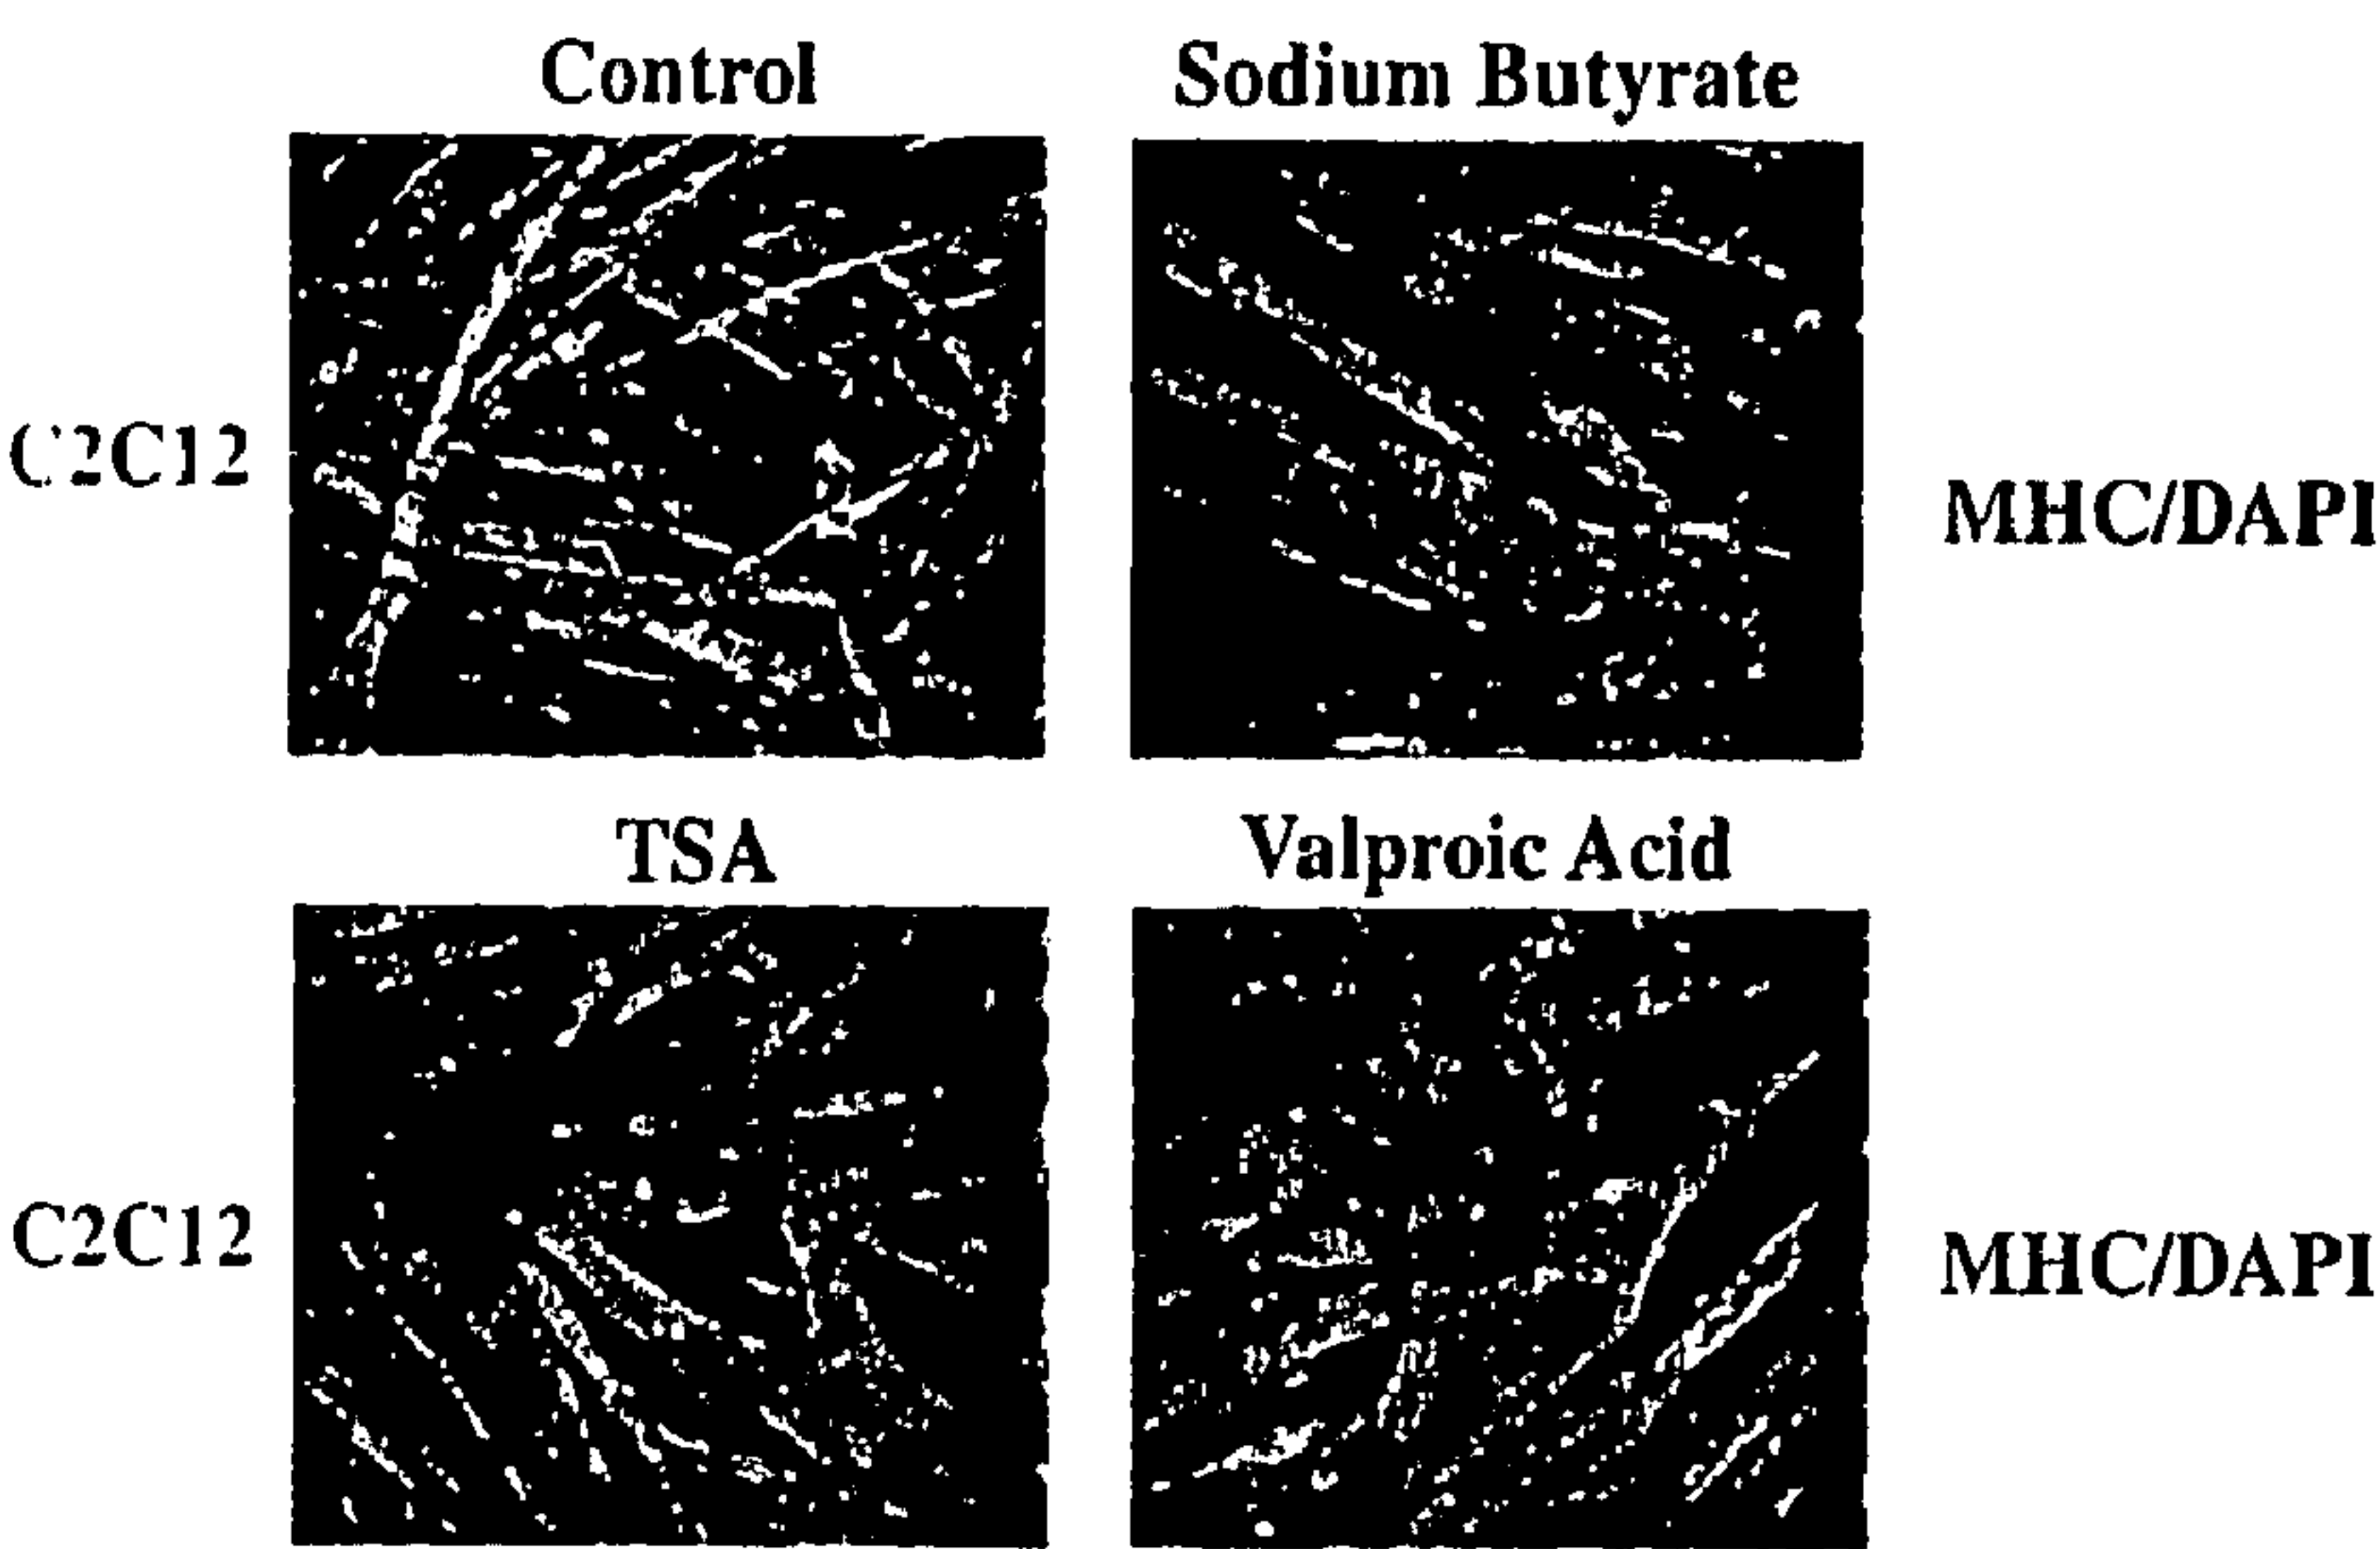 Control
Sodium Butyrate
C2C12
MHC/DAPI
TSA
Valproic Acid
C2C12
MHC/DAPI